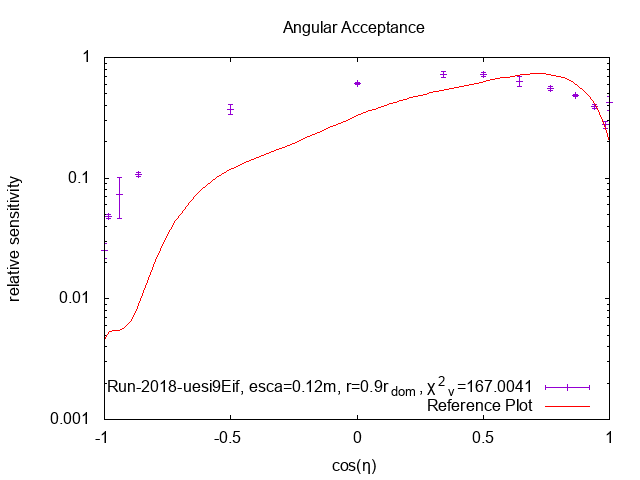 Angular Acceptance
1
0.1
0.01
0.001
relative sensitivity
Run-2018-uesi9Eif, esca=0.12m, r=0.9r_dom, χ²_ν=167.0041
Reference Plot
-1 -0.5 0 0.5 1
cos(η)